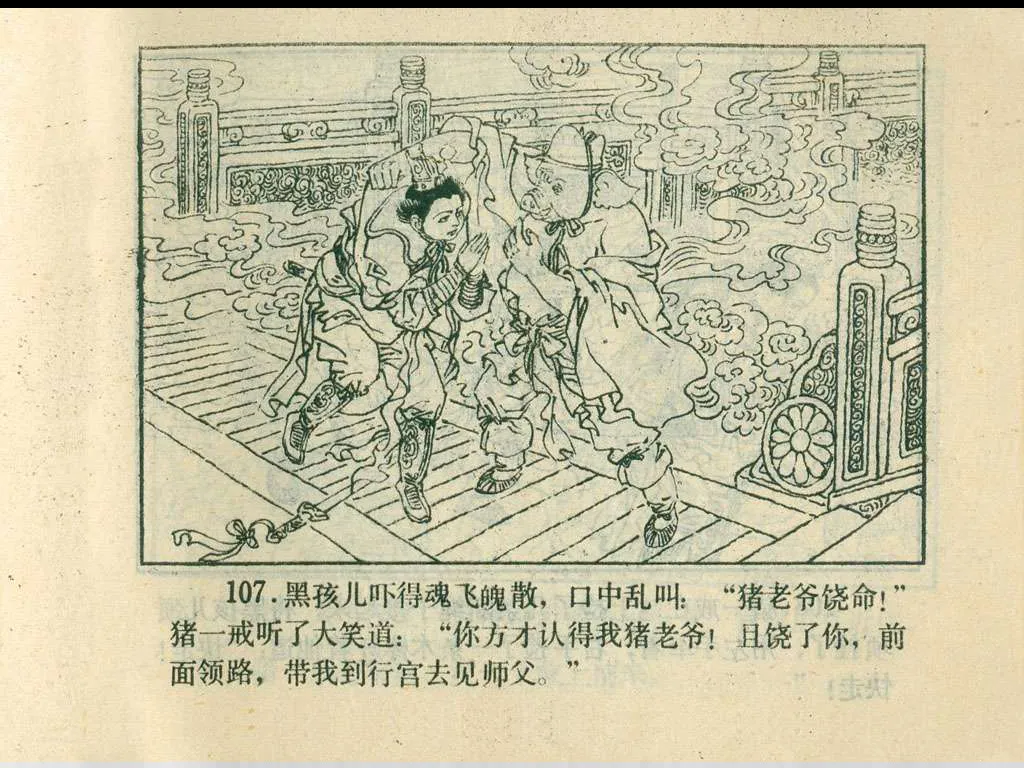 107.黑孩儿吓得魂飞魄散，口中乱叫：“猪老爷饶命！”
猪一戒听了大笑道：“你方才认得我猪老爷！且饶了你，前
面领路，带我到行宫去见师父。”